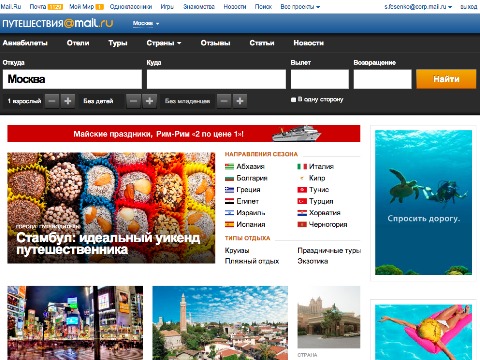 Mail.Ru Почта Мой Мир 1 Одноклассники Игры Знакомства Новости Поиск Все проекты s.fesenko@corp.mail.ru выход
ПУТЕШЕСТВИЯ@mail.ru Москва
Авиабилеты Отели Туры Страны Отзывы Статьи Новости
Откуда Куда Вылет Возвращение
Москва Найти
1 взрослый Без детей Без младенцев В одну сторону
Майские праздники, Рим-Рим «2 по цене 1»!
НАПРАВЛЕНИЯ СЕЗОНА
Абхазия Италия
Болгария Кипр
Греция Тунис
Египет Турция
Израиль Хорватия
Испания Черногория
ТИПЫ ОТДЫХА
Круизы Праздничные туры
Пляжный отдых Экзотика
Стамбул: идеальный уикенд
путешественника
Спросить дорогу.
СТРАНА